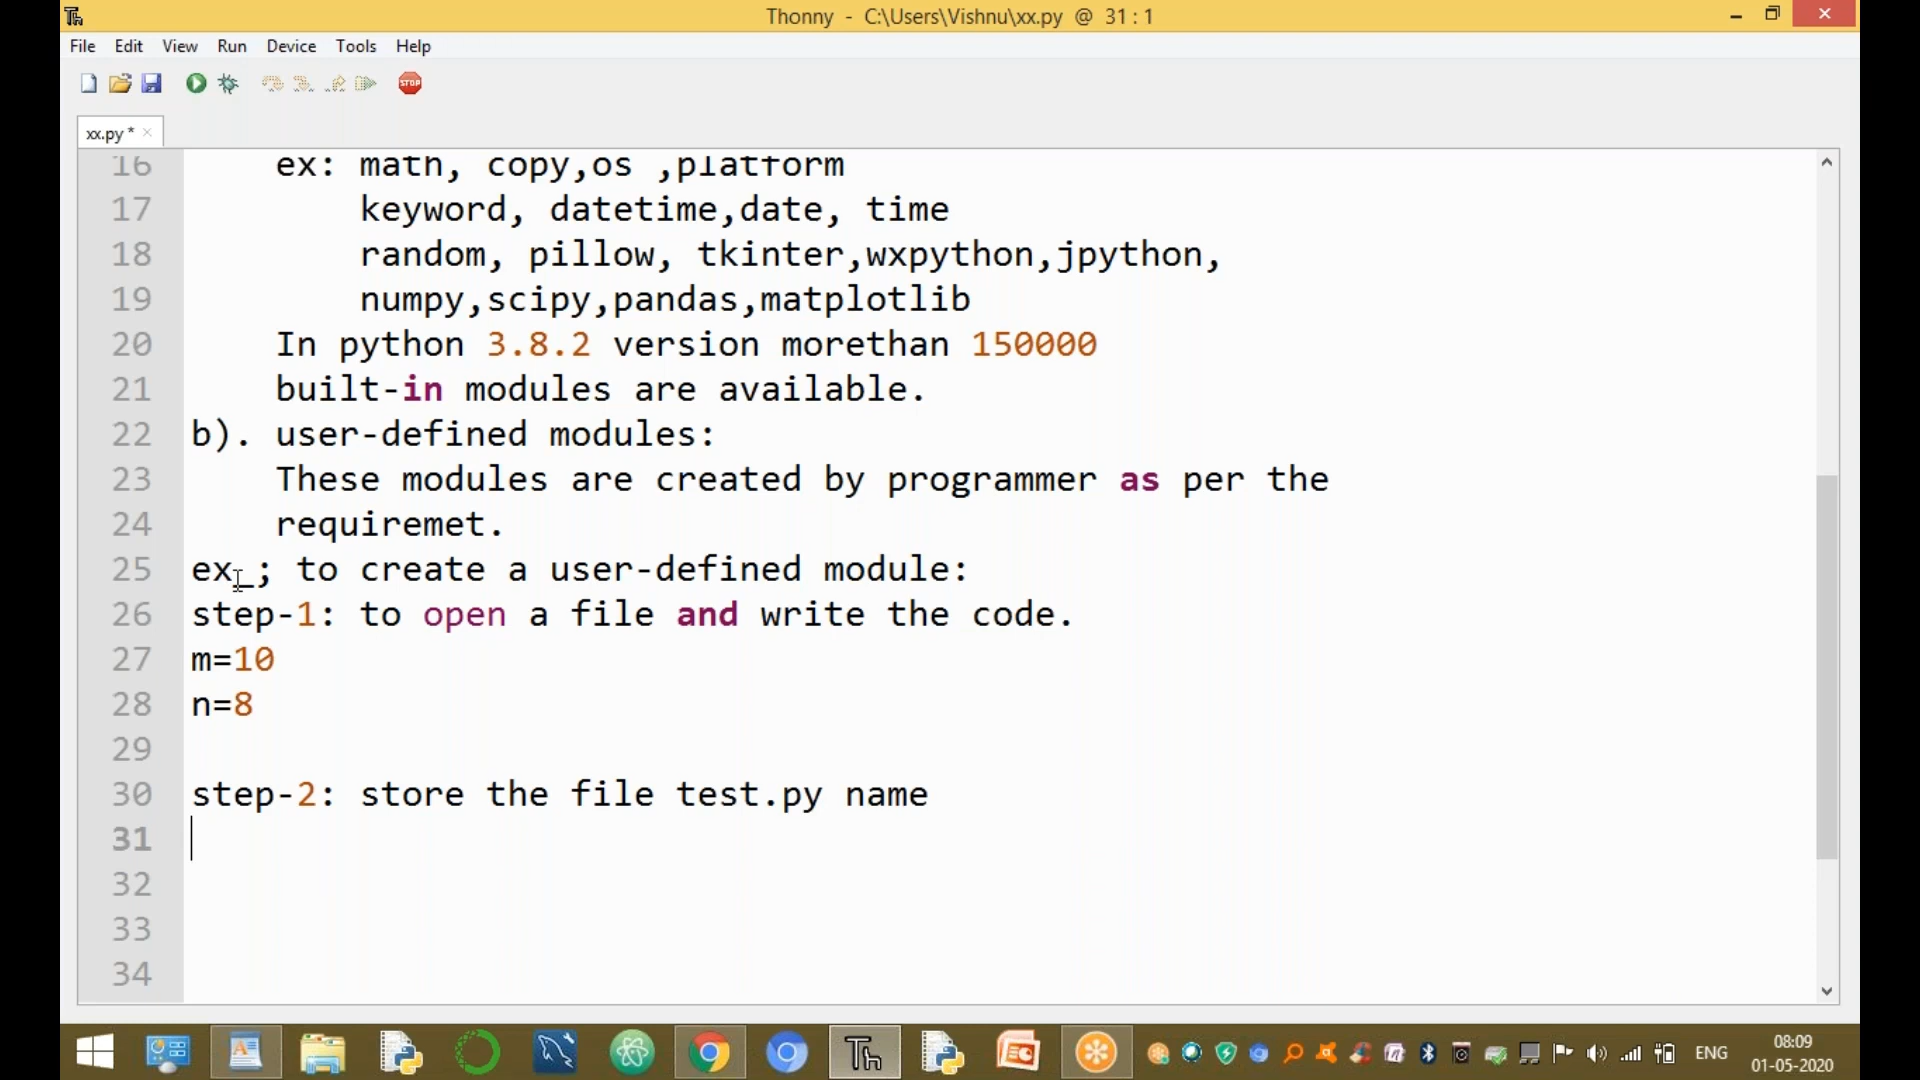 Thonny - C:\Users\Vishnu\xx.py @ 31 : 1
File Edit View Run Device Tools Help
STOP
xx.py *
16 ex: math, copy,os ,platform
17 keyword, datetime,date, time
18 random, pillow, tkinter,wxpython,jpython,
19 numpy,scipy,pandas,matplotlib
20 In python 3.8.2 version morethan 150000
21 built-in modules are available.
22 b). user-defined modules:
23 These modules are created by programmer as per the
24 requiremet.
25 ex_; to create a user-defined module:
26 step-1: to open a file and write the code.
27 m=10
28 n=8
29
30 step-2: store the file test.py name
31
32
33
34
Th
ENG
08:09
01-05-2020